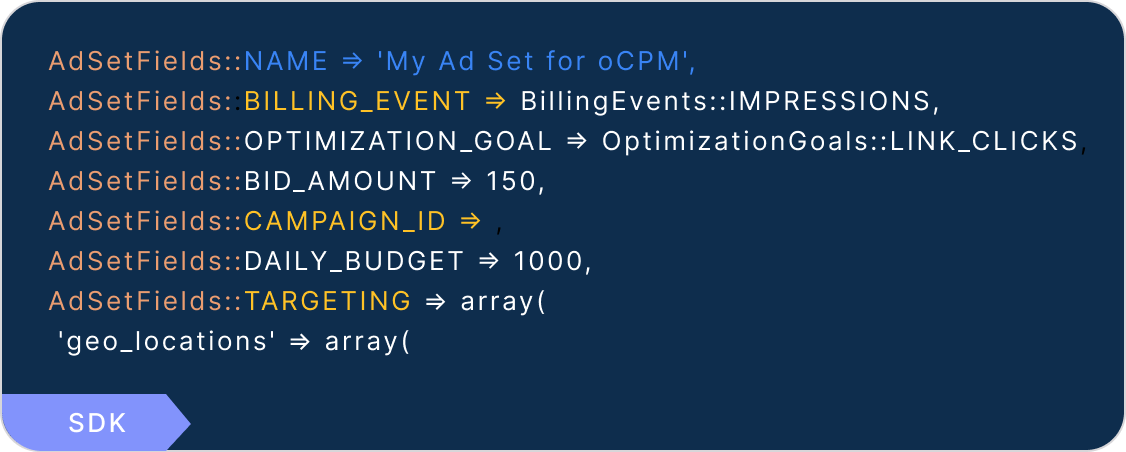 AdSetFields::NAME => 'My Ad Set for oCPM',
AdSetFields::BILLING_EVENT => BillingEvents::IMPRESSIONS,
AdSetFields::OPTIMIZATION_GOAL => OptimizationGoals::LINK_CLICKS,
AdSetFields::BID_AMOUNT => 150,
AdSetFields::CAMPAIGN_ID => ,
AdSetFields::DAILY_BUDGET => 1000,
AdSetFields::TARGETING => array(
'geo_locations' => array(
SDK